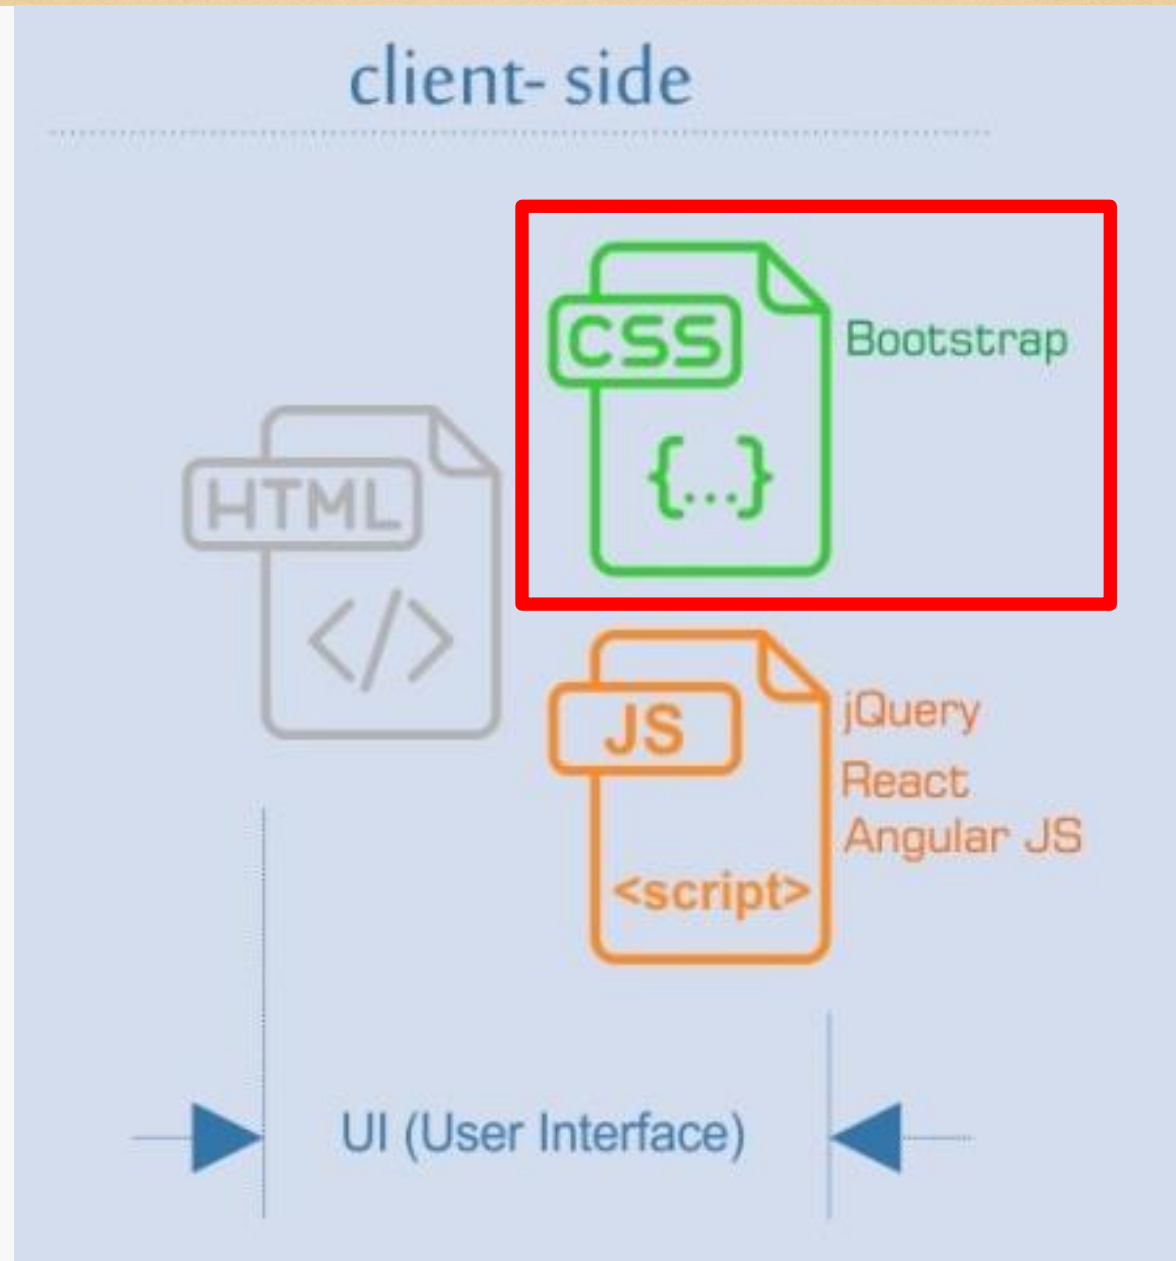 client- side
CSS
Bootstrap
{...}
HTML
</>
JS
jQuery
React
Angular JS
<script>
UI (User Interface)